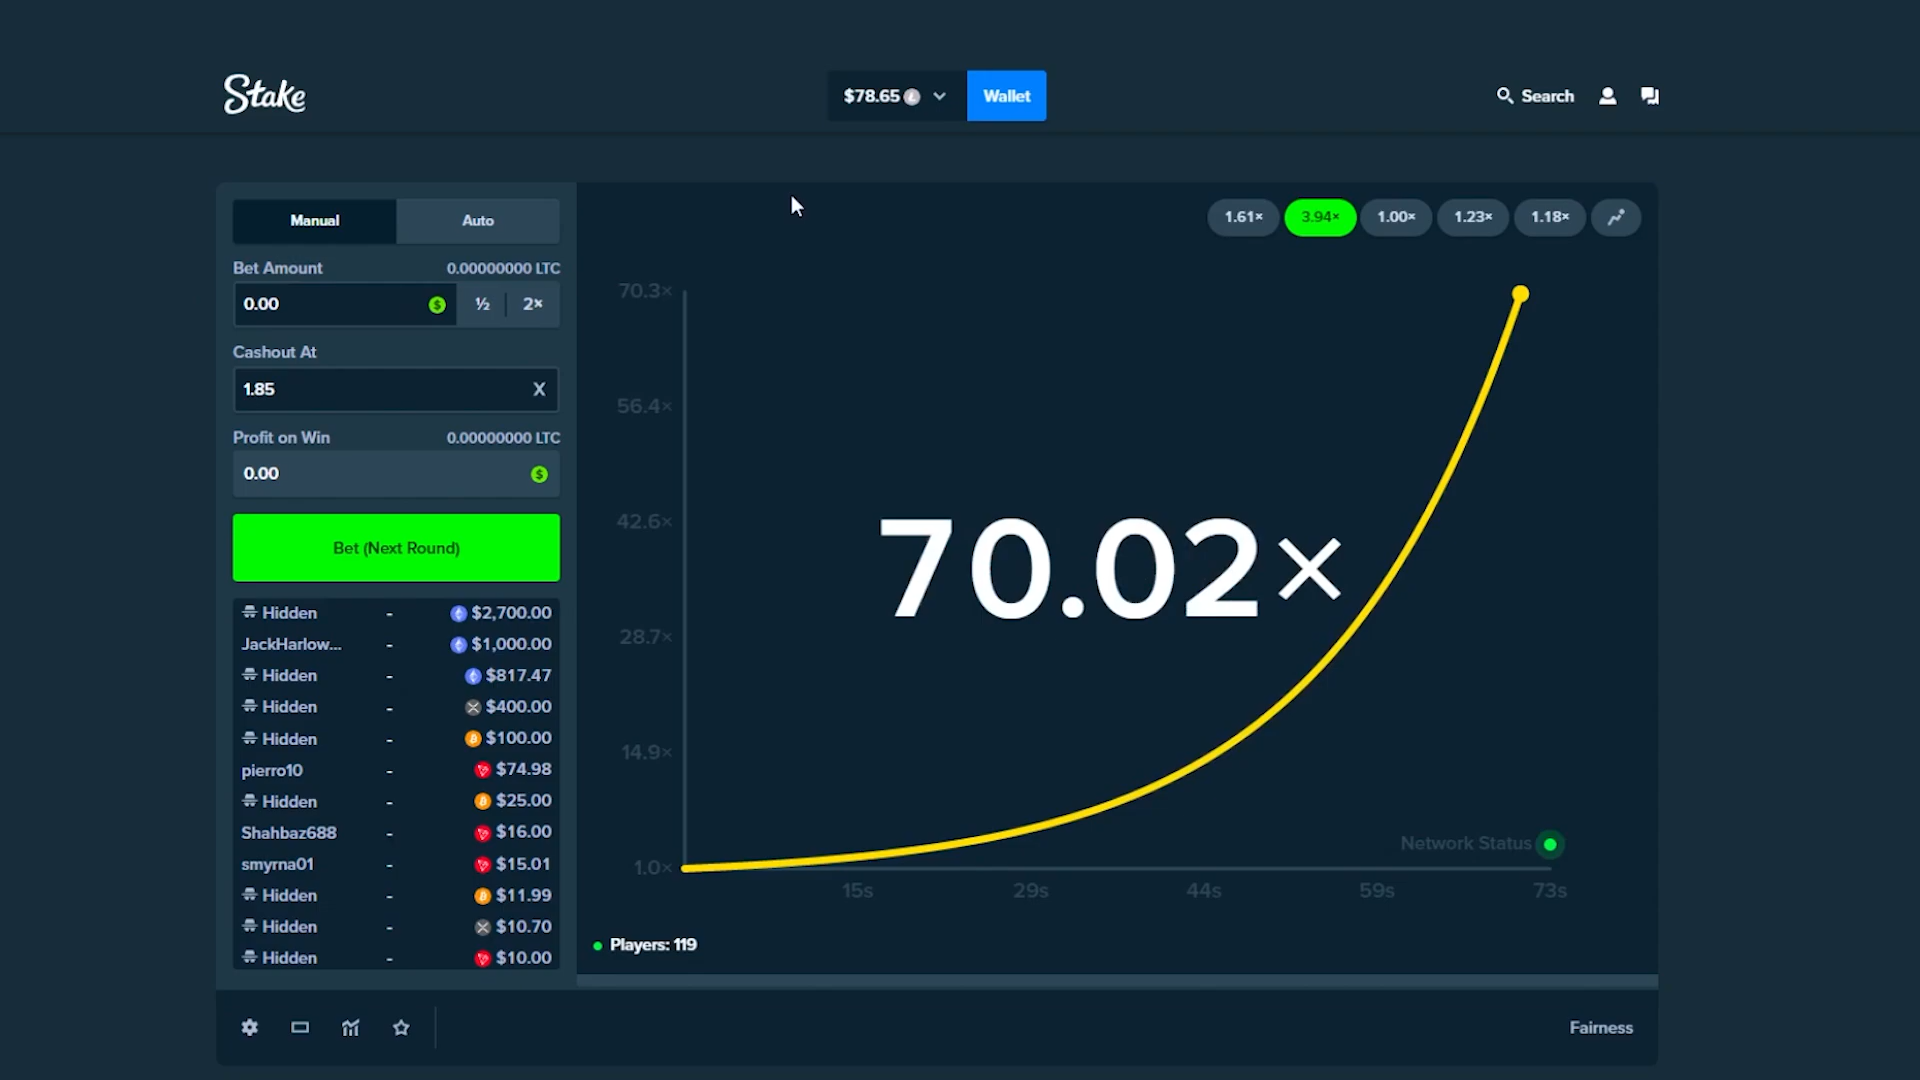 Stake
$78.65
Wallet
Search
Manual
Auto
Bet Amount 0.00000000 LTC
0.00 ½ 2×
Cashout At
1.85 X
Profit on Win 0.00000000 LTC
0.00
Bet (Next Round)
Hidden - $2,700.00
JackHarlow... - $1,000.00
Hidden - $817.47
Hidden - $400.00
Hidden - $100.00
pierro10 - $74.98
Hidden - $25.00
Shahbaz688 - $16.00
smyrna01 - $15.01
Hidden - $11.99
Hidden - $10.70
Hidden - $10.00
1.61× 3.94× 1.00× 1.23× 1.18×
70.3×
56.4×
42.6×
28.7×
14.9×
1.0×
70.02×
Network Status
15s 29s 44s 59s 73s
Players: 119
Fairness